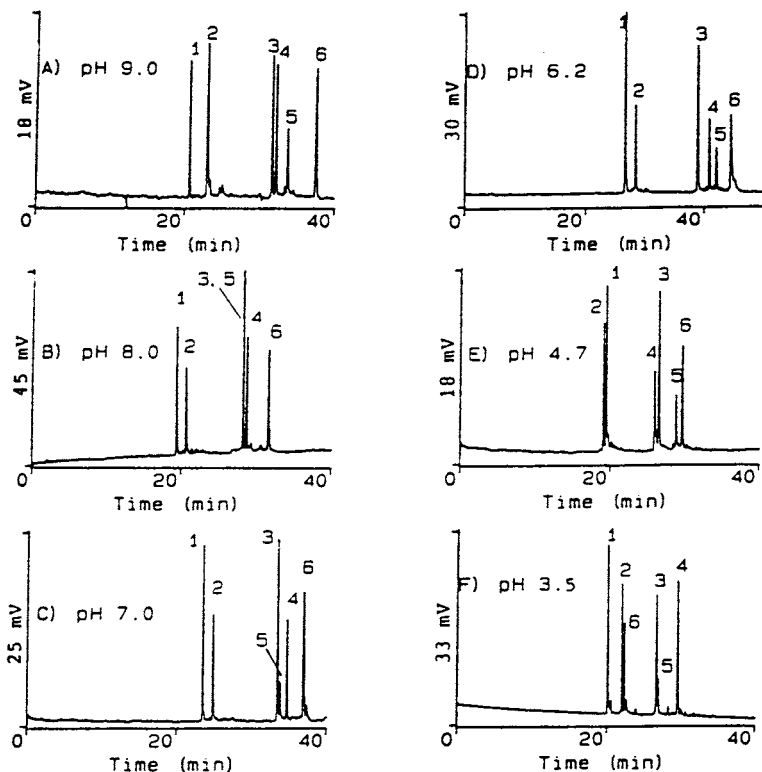 A) pH 9.0
18 mV
1 2 3 4 5 6
0 20 40
Time (min)
B) pH 8.0
45 mV
1 2 3, 5 4 6
0 20 40
Time (min)
C) pH 7.0
25 mV
1 2 3 5 4 6
0 20 40
Time (min)
D) pH 6.2
30 mV
1 2 3 4 5 6
0 20 40
Time (min)
E) pH 4.7
18 mV
2 1 4 3 5 6
0 20 40
Time (min)
F) pH 3.5
33 mV
1 2 6 3 5 4
0 20 40
Time (min)